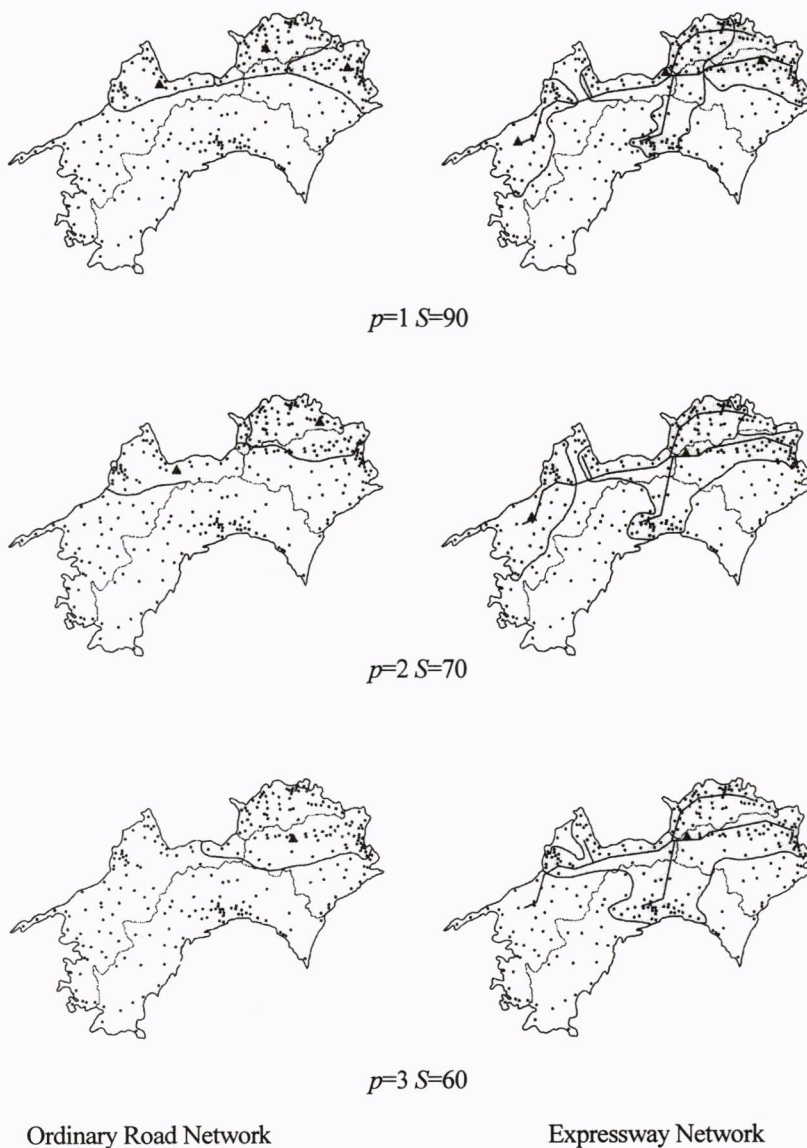 p=1 S=90
p=2 S=70
p=3 S=60
Ordinary Road Network
Expressway Network